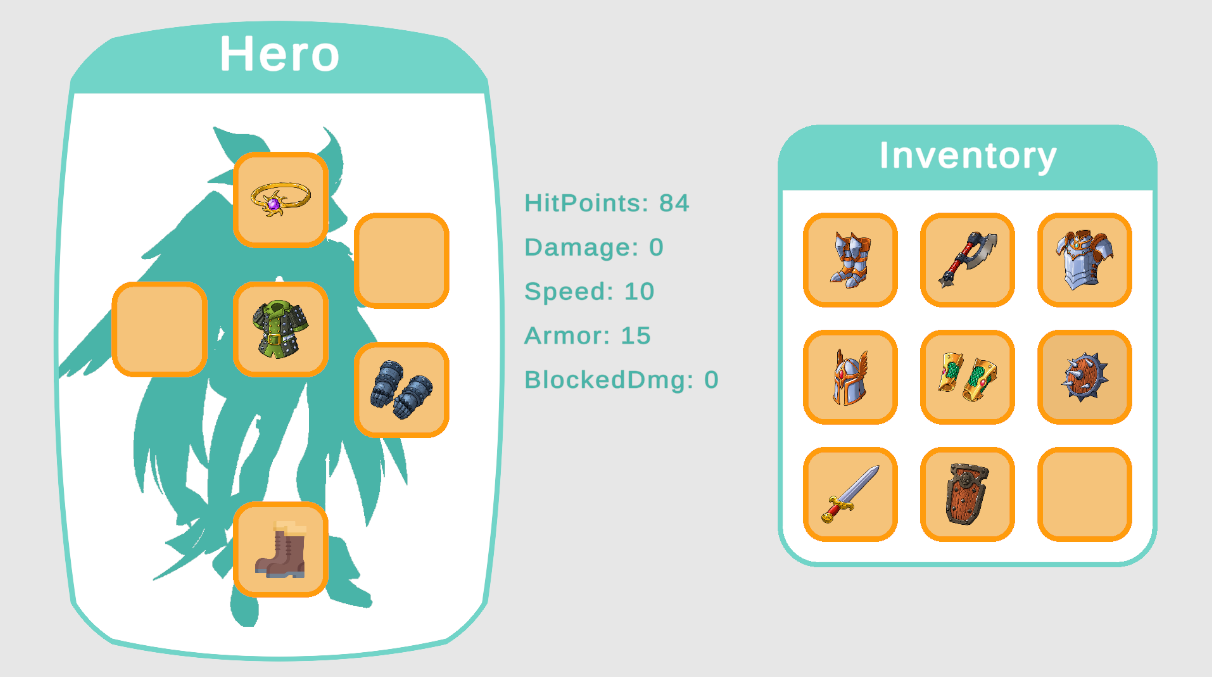 Hero
HitPoints: 84
Damage: 0
Speed: 10
Armor: 15
BlockedDmg: 0
Inventory